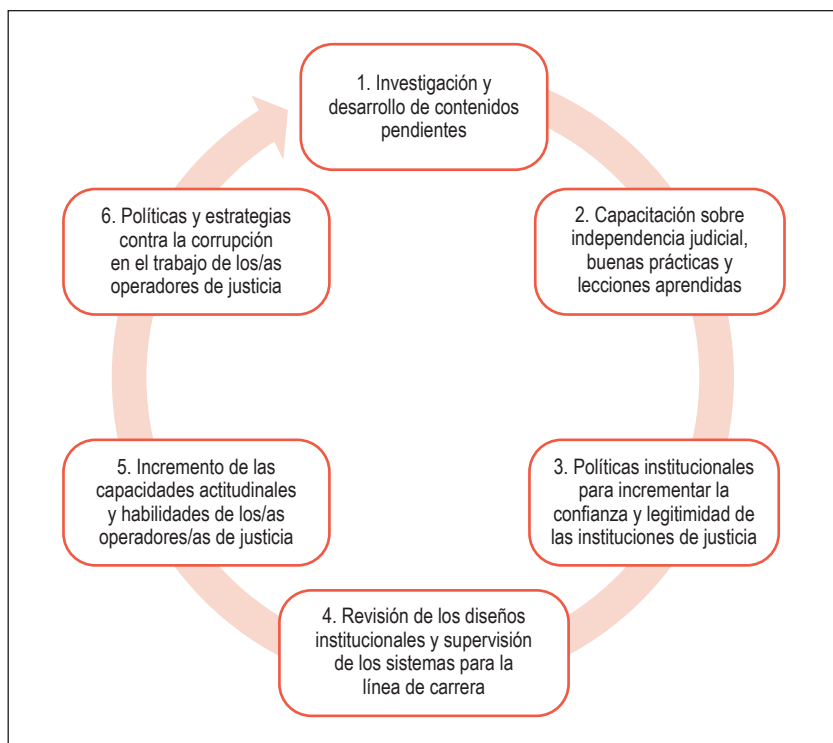 1. Investigación y
desarrollo de contenidos
pendientes
2. Capacitación sobre
independencia judicial,
buenas prácticas y
lecciones aprendidas
3. Políticas institucionales
para incrementar la
confianza y legitimidad de
las instituciones de justicia
4. Revisión de los diseños
institucionales y supervisión
de los sistemas para la
línea de carrera
5. Incremento de las
capacidades actitudinales
y habilidades de los/as
operadores/as de justicia
6. Políticas y estrategias
contra la corrupción
en el trabajo de los/as
operadores de justicia